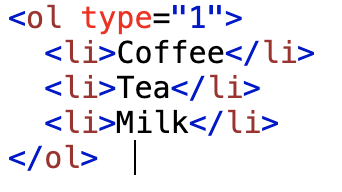 <ol type="1">
  <li>Coffee</li>
  <li>Tea</li>
  <li>Milk</li>
</ol>